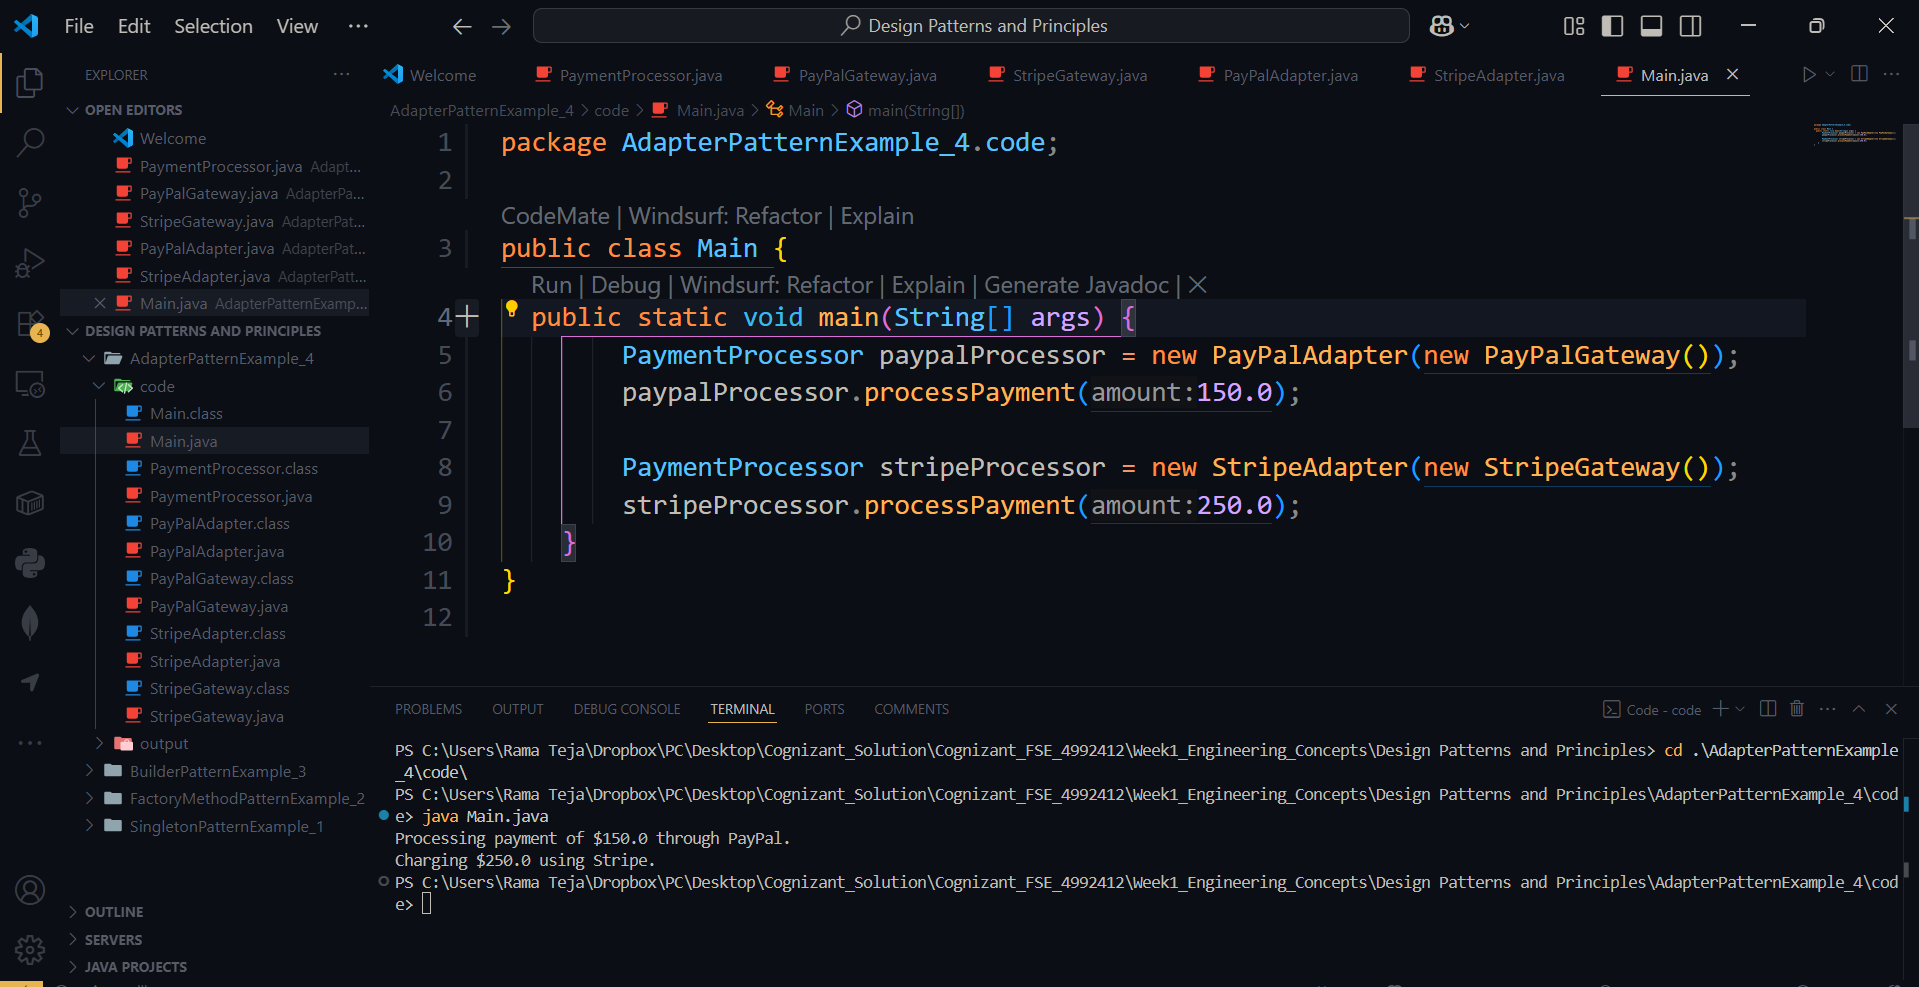 File Edit Selection View ··· Design Patterns and Principles
EXPLORER ···
OPEN EDITORS
Welcome
PaymentProcessor.java Adapt...
PayPalGateway.java AdapterPa...
StripeGateway.java AdapterPat...
PayPalAdapter.java AdapterPat...
StripeAdapter.java AdapterPatt...
Main.java AdapterPatternExamp...
DESIGN PATTERNS AND PRINCIPLES
AdapterPatternExample_4
code
Main.class
Main.java
PaymentProcessor.class
PaymentProcessor.java
PayPalAdapter.class
PayPalAdapter.java
PayPalGateway.class
PayPalGateway.java
StripeAdapter.class
StripeAdapter.java
StripeGateway.class
StripeGateway.java
output
BuilderPatternExample_3
FactoryMethodPatternExample_2
SingletonPatternExample_1
OUTLINE
SERVERS
JAVA PROJECTS
4
Welcome PaymentProcessor.java PayPalGateway.java StripeGateway.java PayPalAdapter.java StripeAdapter.java Main.java
AdapterPatternExample_4 > code > Main.java > Main > main(String[])
1 package AdapterPatternExample_4.code;
2
CodeMate | Windsurf: Refactor | Explain
3 public class Main {
Run | Debug | Windsurf: Refactor | Explain | Generate Javadoc | X
4 public static void main(String[] args) {
5 PaymentProcessor paypalProcessor = new PayPalAdapter(new PayPalGateway());
6 paypalProcessor.processPayment(amount:150.0);
7
8 PaymentProcessor stripeProcessor = new StripeAdapter(new StripeGateway());
9 stripeProcessor.processPayment(amount:250.0);
10 }
11 }
12
PROBLEMS OUTPUT DEBUG CONSOLE TERMINAL PORTS COMMENTS Code - code
PS C:\Users\Rama Teja\Dropbox\PC\Desktop\Cognizant_Solution\Cognizant_FSE_4992412\Week1_Engineering_Concepts\Design Patterns and Principles> cd .\AdapterPatternExample
_4\code\
PS C:\Users\Rama Teja\Dropbox\PC\Desktop\Cognizant_Solution\Cognizant_FSE_4992412\Week1_Engineering_Concepts\Design Patterns and Principles\AdapterPatternExample_4\cod
e> java Main.java
Processing payment of $150.0 through PayPal.
Charging $250.0 using Stripe.
PS C:\Users\Rama Teja\Dropbox\PC\Desktop\Cognizant_Solution\Cognizant_FSE_4992412\Week1_Engineering_Concepts\Design Patterns and Principles\AdapterPatternExample_4\cod
e>